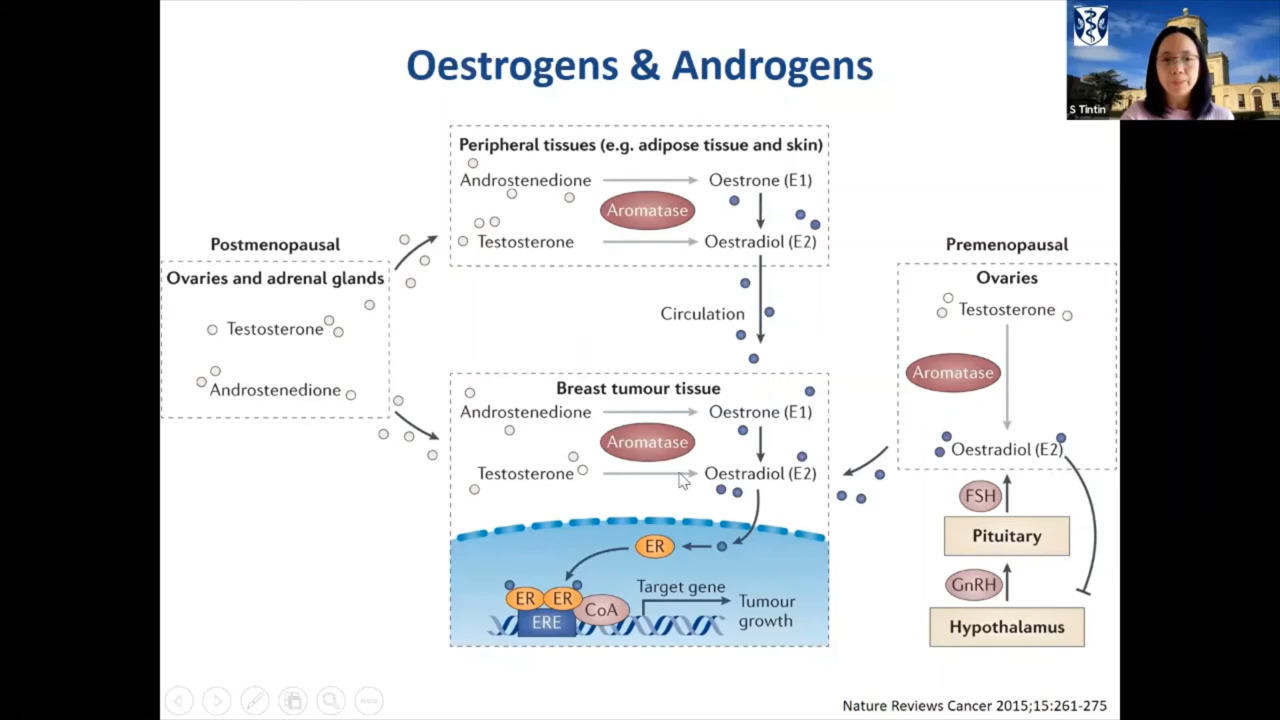 Oestrogens & Androgens
S Tintin
Peripheral tissues (e.g. adipose tissue and skin)
Androstenedione
Oestrone (E1)
Aromatase
Testosterone
Oestradiol (E2)
Postmenopausal
Ovaries and adrenal glands
Testosterone
Androstenedione
Circulation
Premenopausal
Ovaries
Testosterone
Aromatase
Oestradiol (E2)
FSH
Pituitary
GnRH
Hypothalamus
Breast tumour tissue
Androstenedione
Oestrone (E1)
Aromatase
Testosterone
Oestradiol (E2)
ER
ER
ER
CoA
ERE
Target gene
Tumour
growth
Nature Reviews Cancer 2015;15:261-275